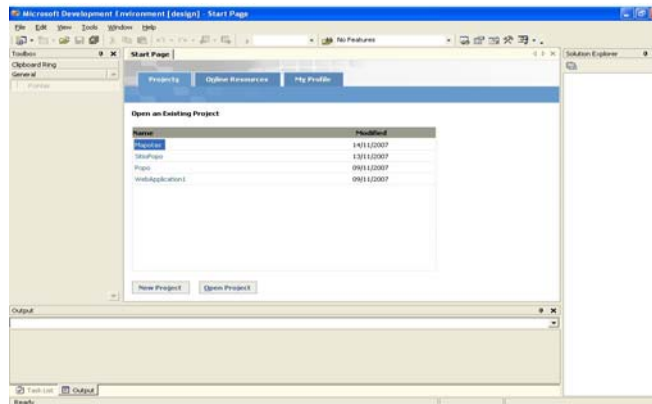 Microsoft Development Environment [design] - Start Page
File Edit View Tools Window Help
No Features
Toolbox
Clipboard Ring
General
Pointer
Start Page
Solution Explorer
Projects Online Resources My Profile
Open an Existing Project
Name Modified
14/11/2007
SitioPopo 13/11/2007
Popo 09/11/2007
WebApplication1 09/11/2007
New Project Open Project
Output
Task List Output
Ready